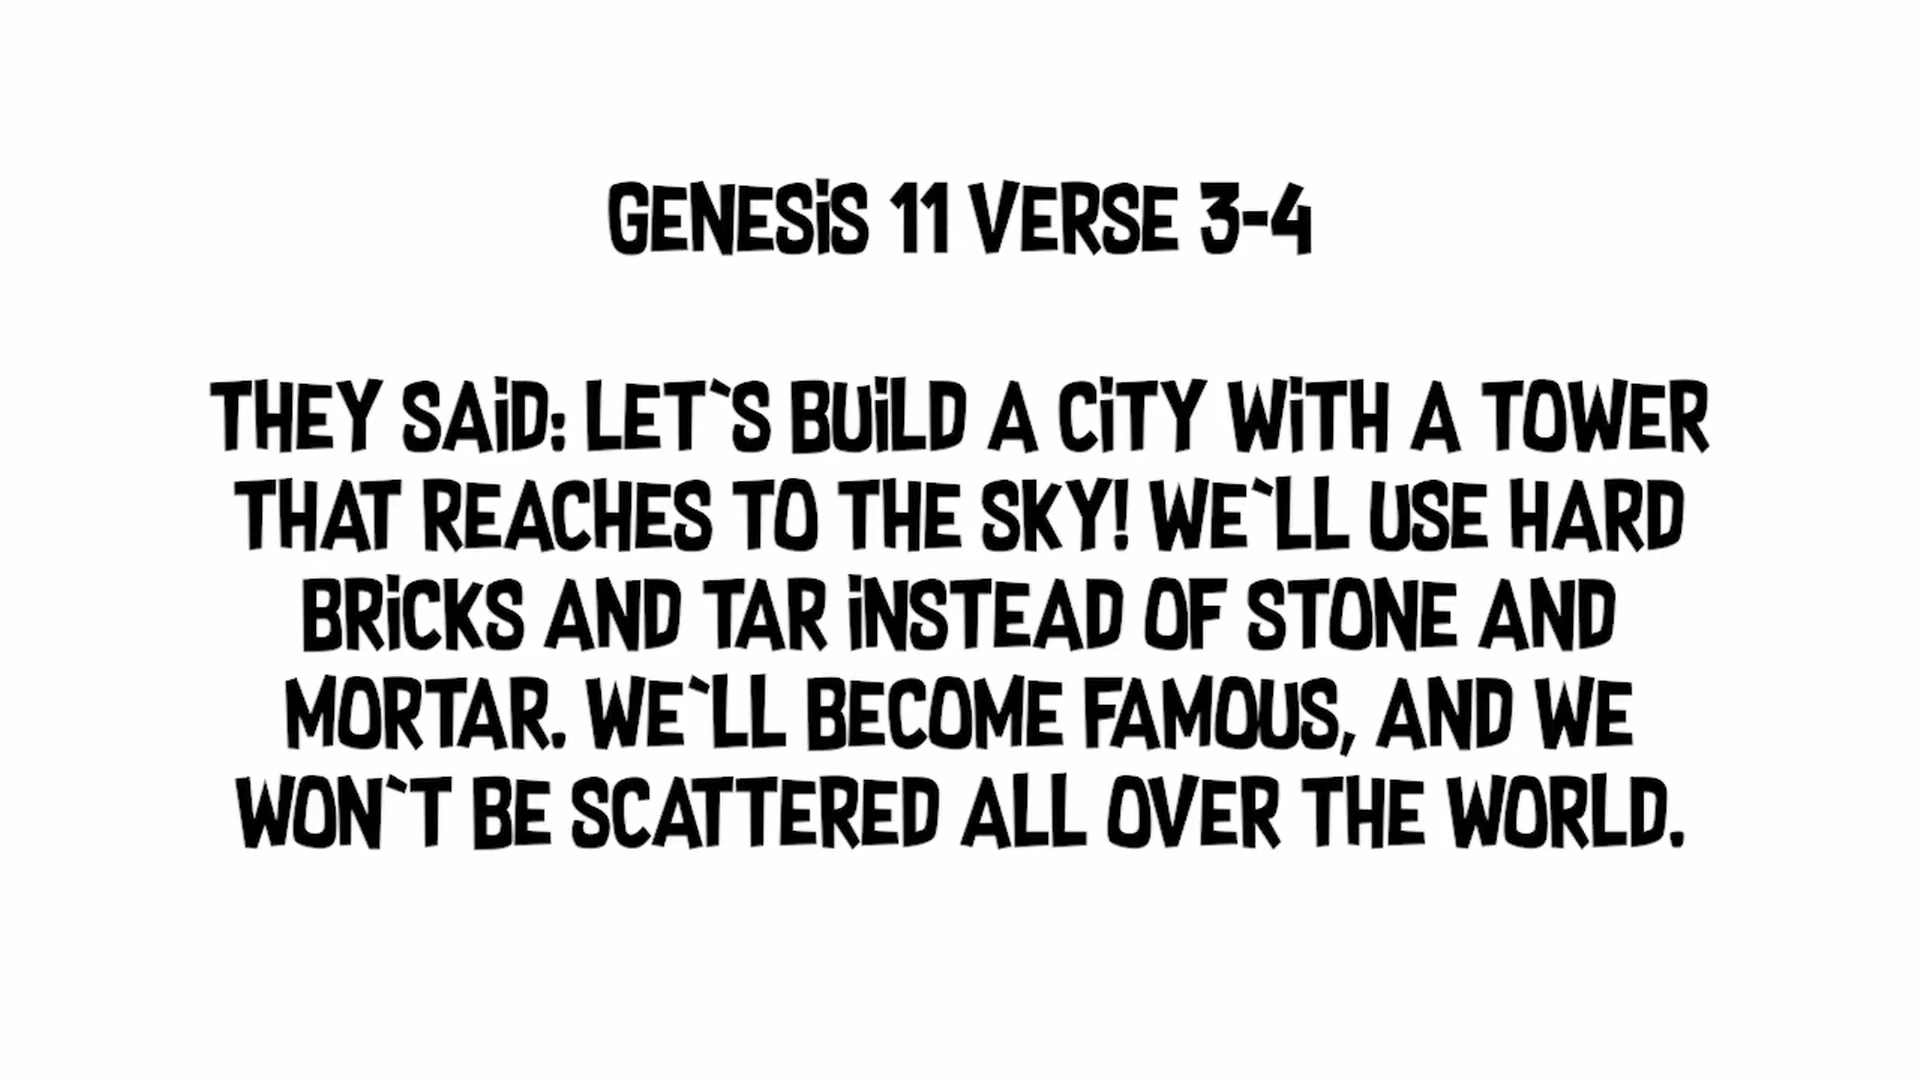 GENESiS 11 VERSE 3-4
THEY SAiD: LET`S BUiLD A CiTY WiTH A TOWER
THAT REACHES TO THE SKY! WE`LL USE HARD
BRiCKS AND TAR iNSTEAD OF STONE AND
MORTAR. WE`LL BECOME FAMOUS, AND WE
WON`T BE SCATTERED ALL OVER THE WORLD.